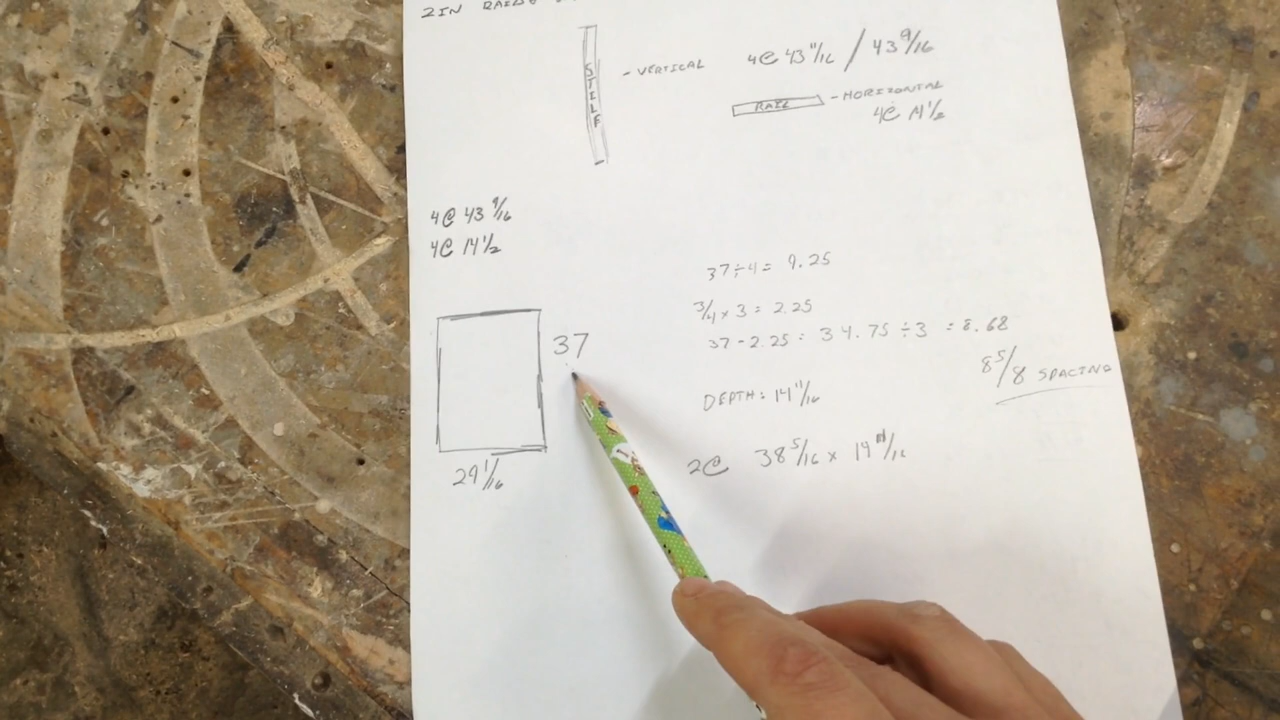 2IN RAILS
STILE
- VERTICAL
4@ 43 11/16 / 43 9/16
RAIL
- HORIZONTAL
4@ 14 1/2
4@ 43 9/16
4@ 14 1/2
37
29 1/16
37÷4= 9.25
3/4 x 3 = 2.25
37-2.25 = 34.75 ÷3 = 8.68
8 5/8 SPACING
DEPTH: 14 11/16
2@ 38 5/16 x 14 11/16